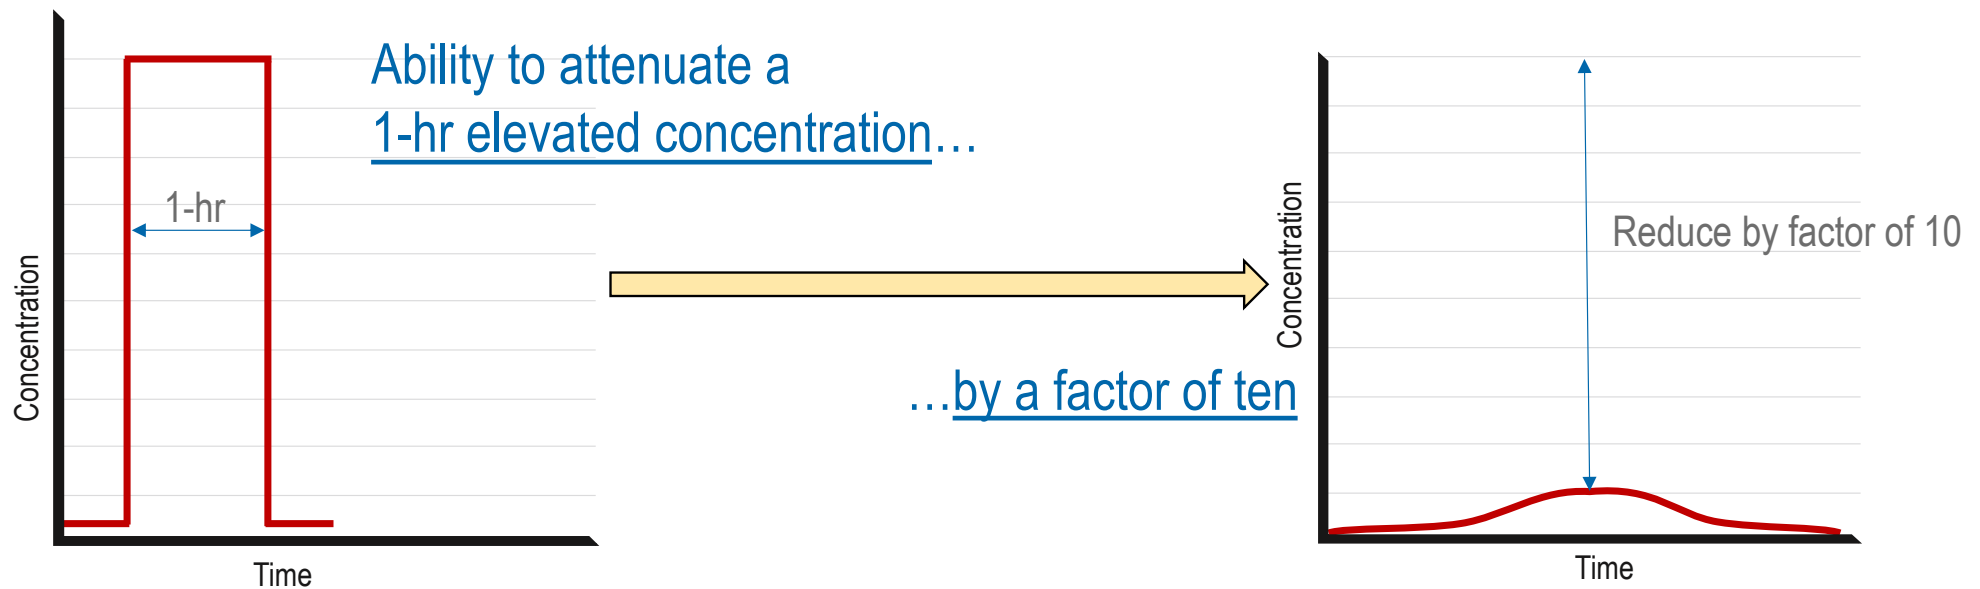 Ability to attenuate a
1-hr elevated concentration…
1-hr
Concentration
Time
…by a factor of ten
Concentration
Reduce by factor of 10
Time